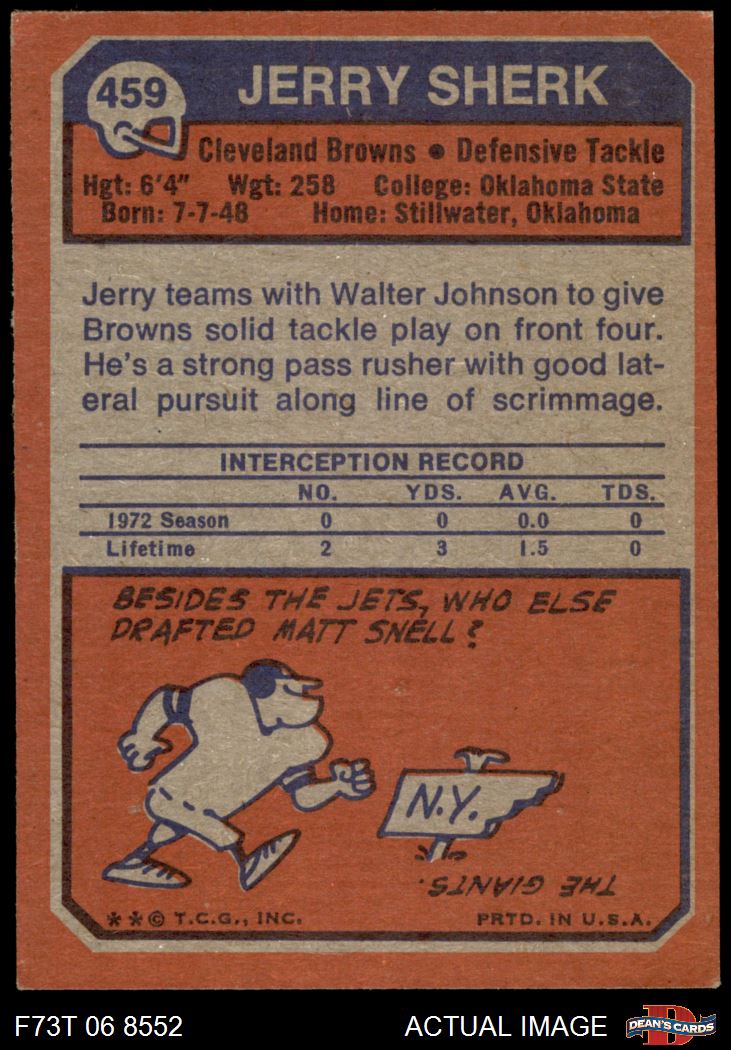 459 JERRY SHERK
Cleveland Browns • Defensive Tackle
Hgt: 6'4" Wgt: 258 College: Oklahoma State
Born: 7-7-48 Home: Stillwater, Oklahoma
Jerry teams with Walter Johnson to give
Browns solid tackle play on front four.
He's a strong pass rusher with good lat-
eral pursuit along line of scrimmage.
INTERCEPTION RECORD
NO. YDS. AVG. TDS.
1972 Season 0 0 0.0 0
Lifetime 2 3 1.5 0
BESIDES THE JETS, WHO ELSE
DRAFTED MATT SNELL?
N.Y.
THE GIANTS.
**© T.C.G., INC. PRTD. IN U.S.A.
F73T 06 8552 ACTUAL IMAGE D DEAN'S CARDS